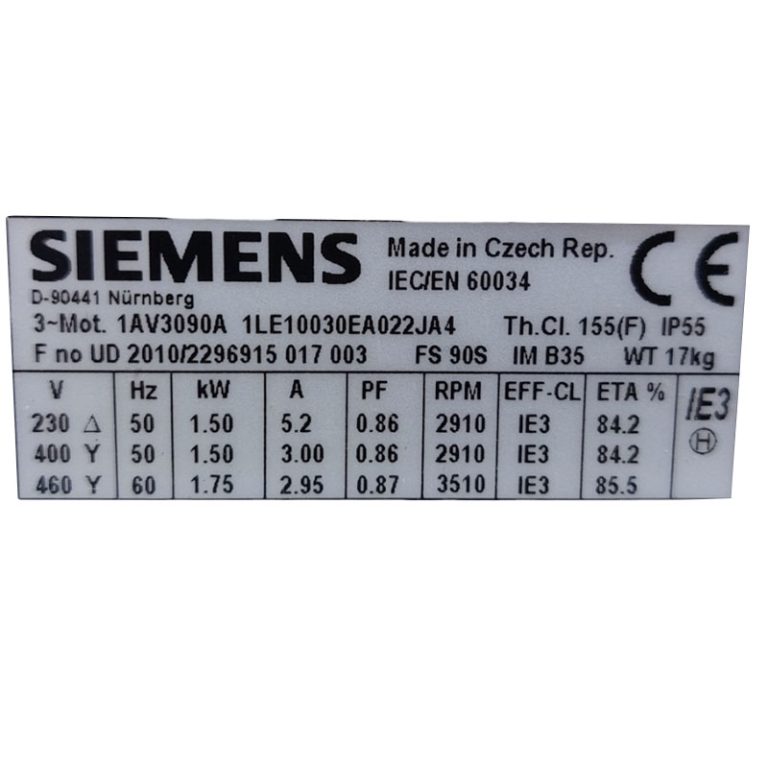 SIEMENS Made in Czech Rep. CE
D-90441 Nürnberg IEC/EN 60034
3~Mot. 1AV3090A 1LE10030EA022JA4 Th.Cl. 155(F) IP55
F no UD 2010/2296915 017 003 FS 90S IM B35 WT 17kg
V Hz kW A PF RPM EFF-CL ETA % IE3
230 Δ 50 1.50 5.2 0.86 2910 IE3 84.2 H
400 Y 50 1.50 3.00 0.86 2910 IE3 84.2
460 Y 60 1.75 2.95 0.87 3510 IE3 85.5